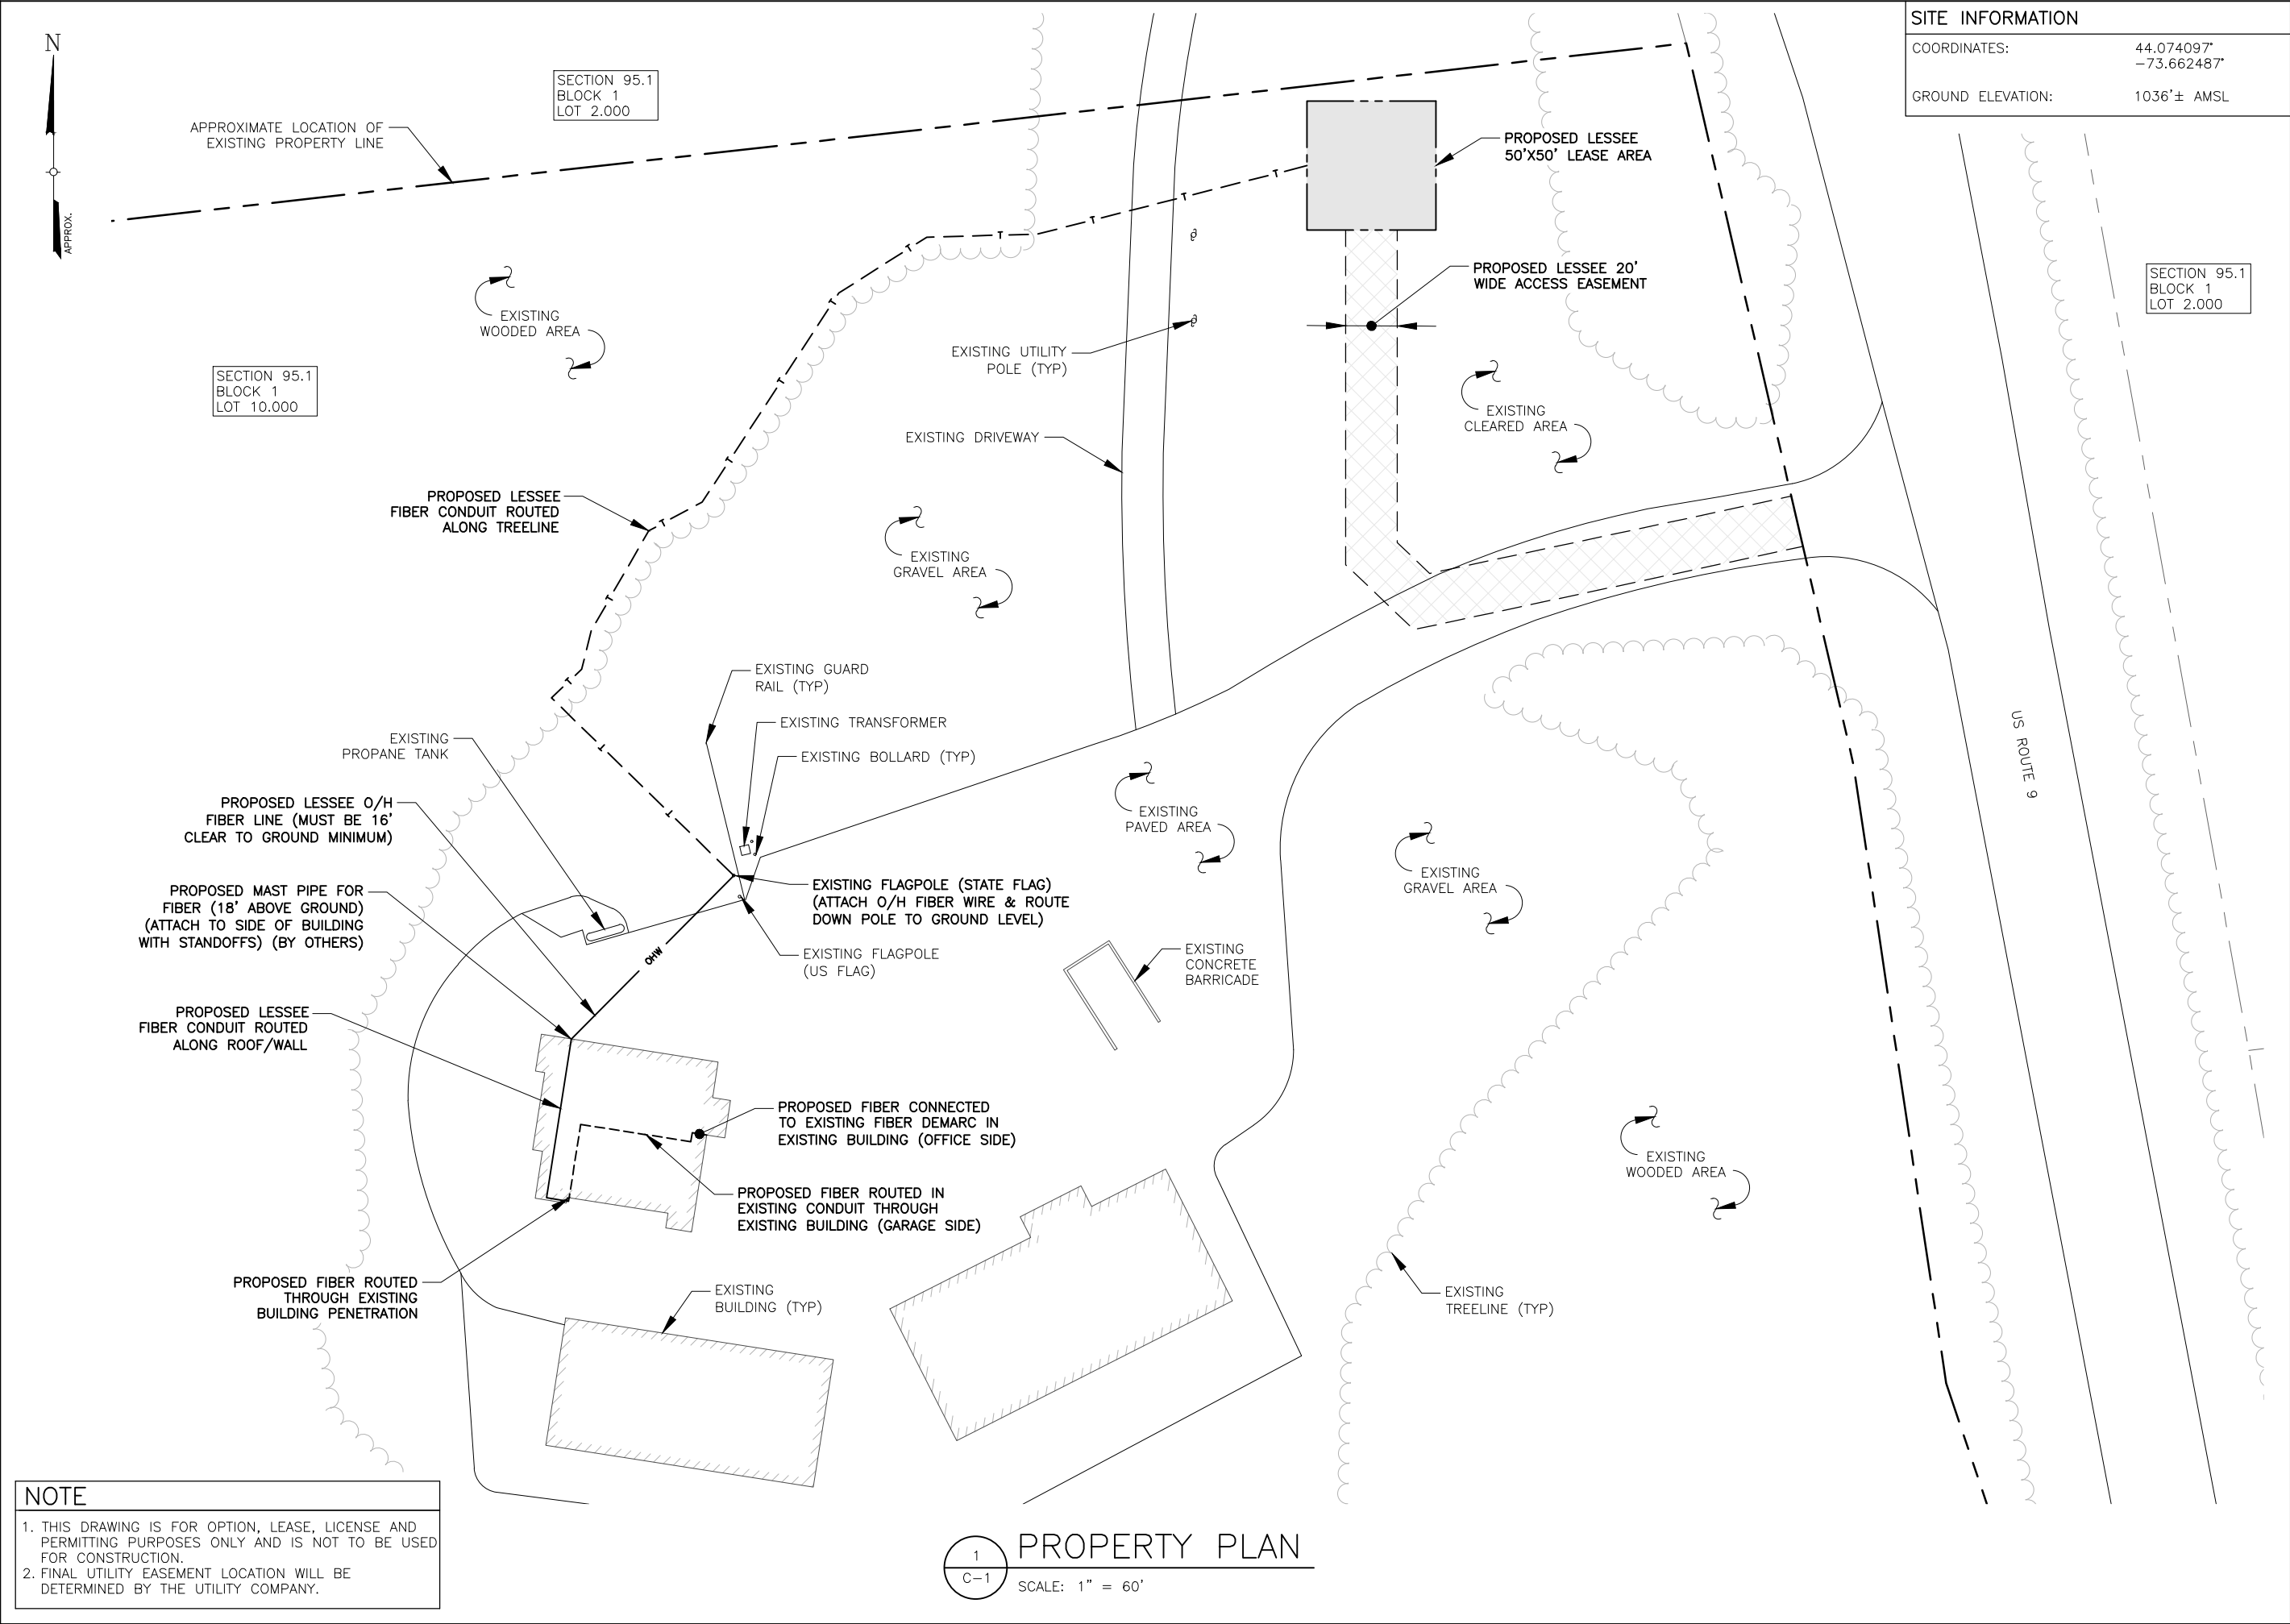 N
APPROX.
SECTION 95.1
BLOCK 1
LOT 2.000
APPROXIMATE LOCATION OF
EXISTING PROPERTY LINE
SITE INFORMATION
COORDINATES: 44.074097°
-73.662487°
GROUND ELEVATION: 1036'± AMSL
PROPOSED LESSEE
50'X50' LEASE AREA
PROPOSED LESSEE 20'
WIDE ACCESS EASEMENT
SECTION 95.1
BLOCK 1
LOT 2.000
EXISTING
WOODED AREA
SECTION 95.1
BLOCK 1
LOT 10.000
EXISTING UTILITY
POLE (TYP)
EXISTING DRIVEWAY
EXISTING
CLEARED AREA
PROPOSED LESSEE
FIBER CONDUIT ROUTED
ALONG TREELINE
EXISTING
GRAVEL AREA
T
T
T
T
T
T
T
T
T
T
T
T
T
EXISTING GUARD
RAIL (TYP)
EXISTING TRANSFORMER
EXISTING BOLLARD (TYP)
EXISTING
PROPANE TANK
US ROUTE 9
PROPOSED LESSEE O/H
FIBER LINE (MUST BE 16'
CLEAR TO GROUND MINIMUM)
EXISTING
PAVED AREA
EXISTING
GRAVEL AREA
PROPOSED MAST PIPE FOR
FIBER (18' ABOVE GROUND)
(ATTACH TO SIDE OF BUILDING
WITH STANDOFFS) (BY OTHERS)
EXISTING FLAGPOLE (STATE FLAG)
(ATTACH O/H FIBER WIRE & ROUTE
DOWN POLE TO GROUND LEVEL)
OHW
EXISTING FLAGPOLE
(US FLAG)
EXISTING
CONCRETE
BARRICADE
PROPOSED LESSEE
FIBER CONDUIT ROUTED
ALONG ROOF/WALL
PROPOSED FIBER CONNECTED
TO EXISTING FIBER DEMARC IN
EXISTING BUILDING (OFFICE SIDE)
EXISTING
WOODED AREA
PROPOSED FIBER ROUTED IN
EXISTING CONDUIT THROUGH
EXISTING BUILDING (GARAGE SIDE)
PROPOSED FIBER ROUTED
THROUGH EXISTING
BUILDING PENETRATION
EXISTING
BUILDING (TYP)
EXISTING
TREELINE (TYP)
NOTE
1. THIS DRAWING IS FOR OPTION, LEASE, LICENSE AND
PERMITTING PURPOSES ONLY AND IS NOT TO BE USED
FOR CONSTRUCTION.
2. FINAL UTILITY EASEMENT LOCATION WILL BE
DETERMINED BY THE UTILITY COMPANY.
1
C-1
PROPERTY PLAN
SCALE: 1" = 60'